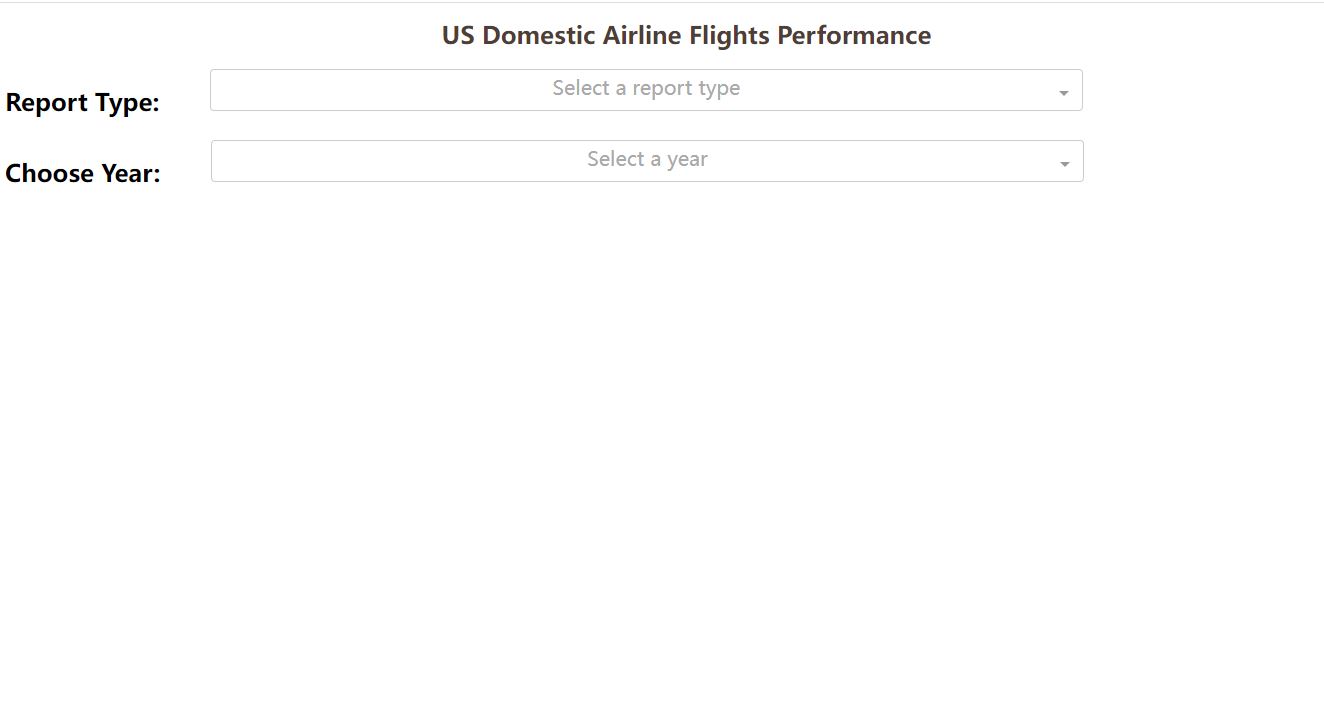 US Domestic Airline Flights Performance
Report Type:
Select a report type
Choose Year:
Select a year